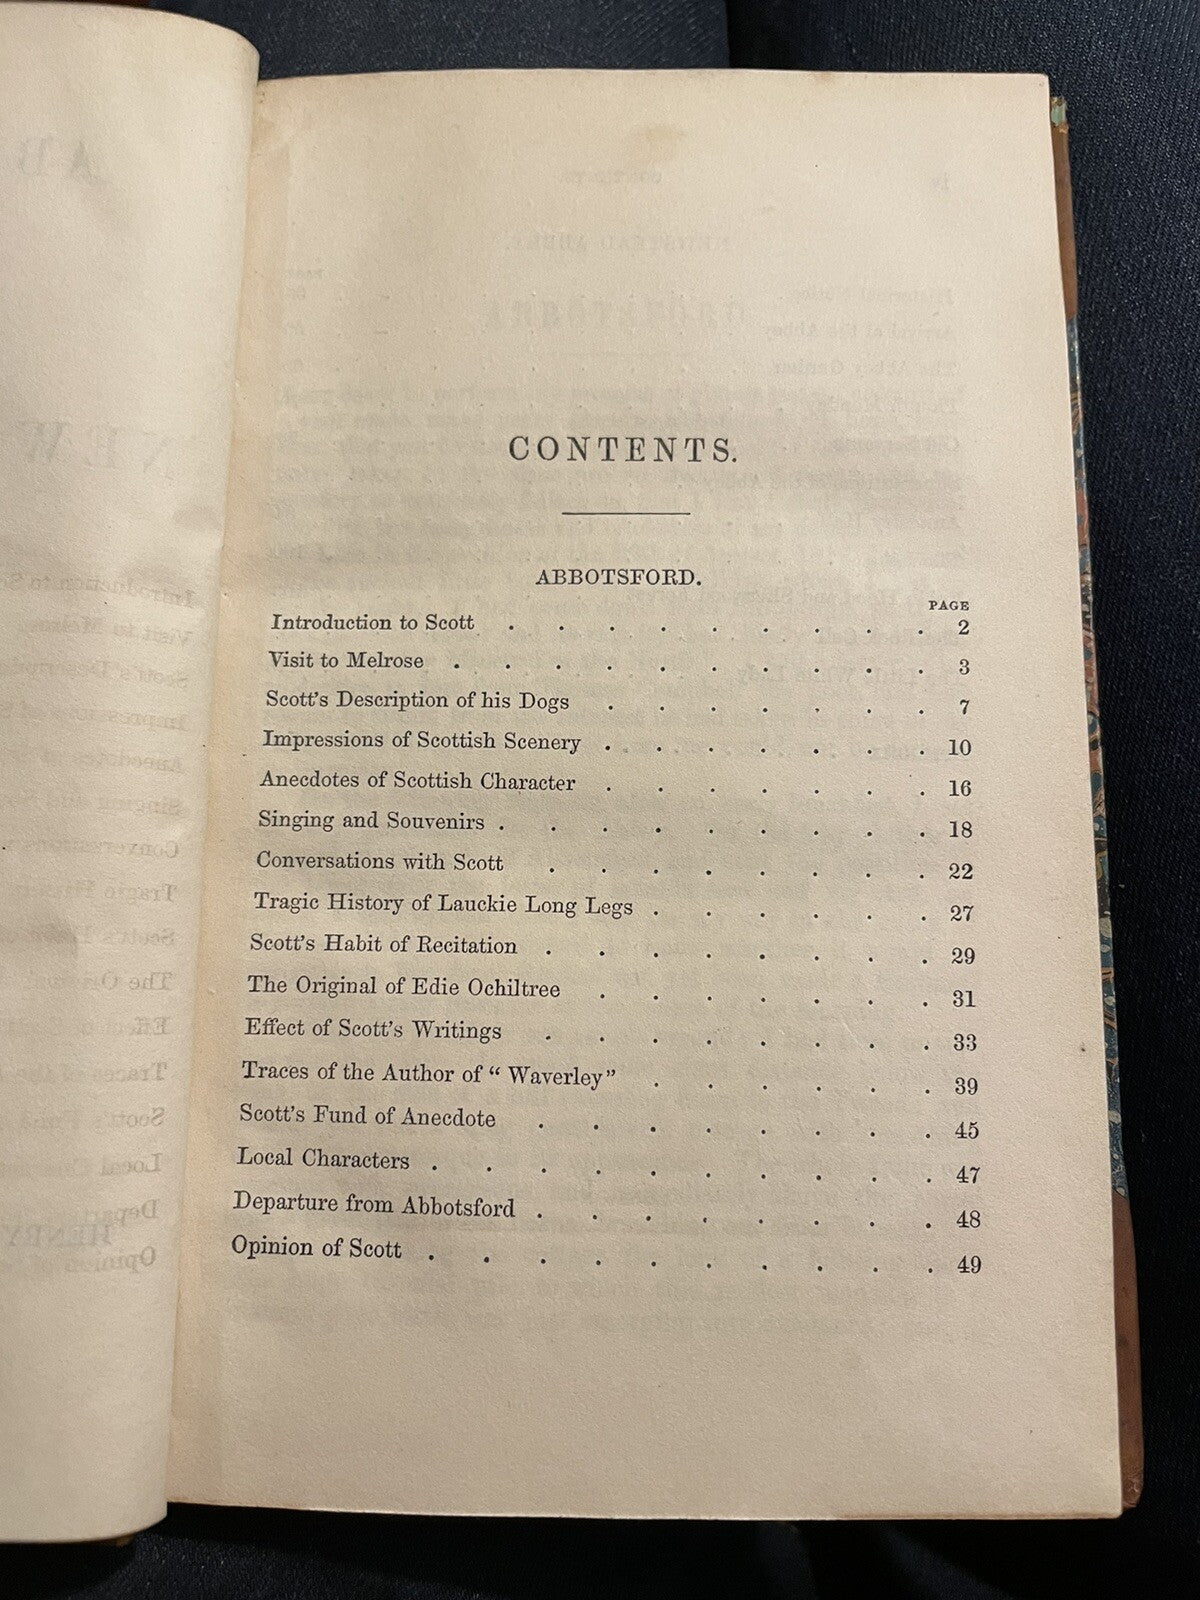 CONTENTS.
ABBOTSFORD.
PAGE
Introduction to Scott . . . . . . . . . 2
Visit to Melrose . . . . . . . . . . 3
Scott's Description of his Dogs . . . . . . . 7
Impressions of Scottish Scenery . . . . . . . 10
Anecdotes of Scottish Character . . . . . . . 16
Singing and Souvenirs . . . . . . . . . 18
Conversations with Scott . . . . . . . . 22
Tragic History of Lauckie Long Legs . . . . . . 27
Scott's Habit of Recitation . . . . . . . . 29
The Original of Edie Ochiltree . . . . . . . 31
Effect of Scott's Writings . . . . . . . . 33
Traces of the Author of “ Waverley” . . . . . . 39
Scott's Fund of Anecdote . . . . . . . . 45
Local Characters . . . . . . . . . . 47
Departure from Abbotsford . . . . . . . . 48
Opinion of Scott . . . . . . . . . . 49